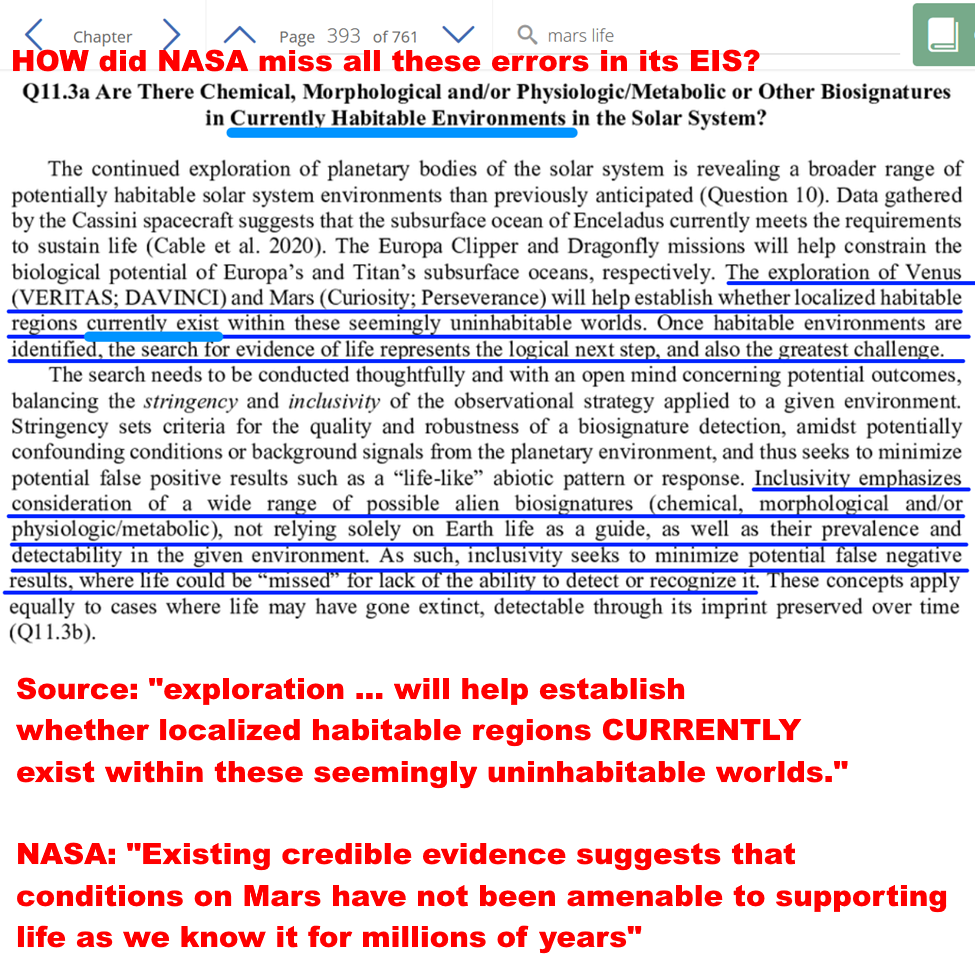 Chapter Page 393 of 761 mars life
HOW did NASA miss all these errors in its EIS?
Q11.3a Are There Chemical, Morphological and/or Physiologic/Metabolic or Other Biosignatures
in Currently Habitable Environments in the Solar System?
The continued exploration of planetary bodies of the solar system is revealing a broader range of
potentially habitable solar system environments than previously anticipated (Question 10). Data gathered
by the Cassini spacecraft suggests that the subsurface ocean of Enceladus currently meets the requirements
to sustain life (Cable et al. 2020). The Europa Clipper and Dragonfly missions will help constrain the
biological potential of Europa's and Titan's subsurface oceans, respectively. The exploration of Venus
(VERITAS; DAVINCI) and Mars (Curiosity; Perseverance) will help establish whether localized habitable
regions currently exist within these seemingly uninhabitable worlds. Once habitable environments are
identified, the search for evidence of life represents the logical next step, and also the greatest challenge.
The search needs to be conducted thoughtfully and with an open mind concerning potential outcomes,
balancing the stringency and inclusivity of the observational strategy applied to a given environment.
Stringency sets criteria for the quality and robustness of a biosignature detection, amidst potentially
confounding conditions or background signals from the planetary environment, and thus seeks to minimize
potential false positive results such as a “life-like” abiotic pattern or response. Inclusivity emphasizes
consideration of a wide range of possible alien biosignatures (chemical, morphological and/or
physiologic/metabolic), not relying solely on Earth life as a guide, as well as their prevalence and
detectability in the given environment. As such, inclusivity seeks to minimize potential false negative
results, where life could be “missed” for lack of the ability to detect or recognize it. These concepts apply
equally to cases where life may have gone extinct, detectable through its imprint preserved over time
(Q11.3b).
Source: "exploration ... will help establish
whether localized habitable regions CURRENTLY
exist within these seemingly uninhabitable worlds."
NASA: "Existing credible evidence suggests that
conditions on Mars have not been amenable to supporting
life as we know it for millions of years"